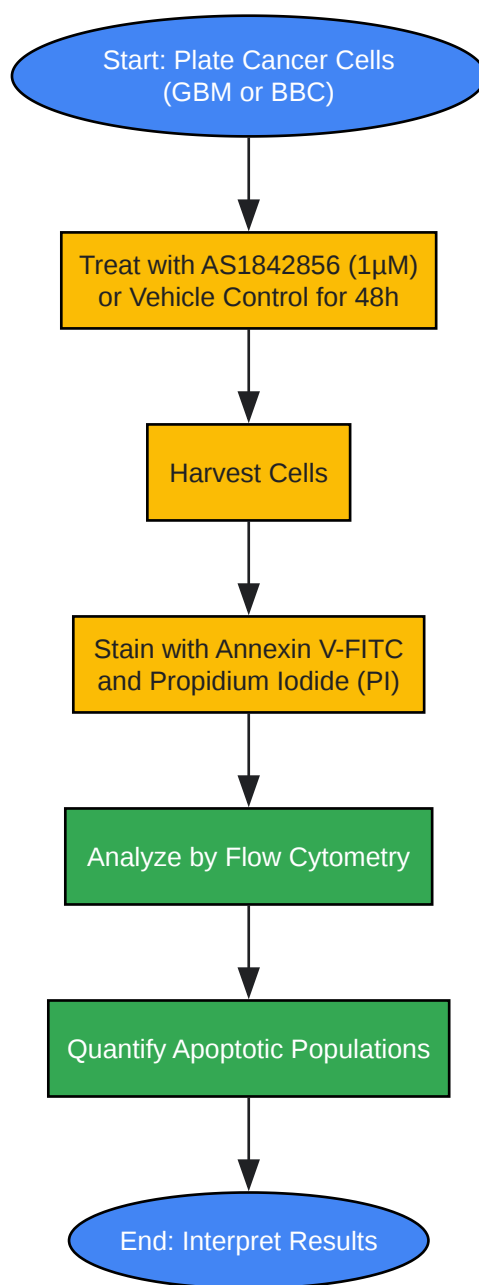 Start: Plate Cancer Cells
(GBM or BBC)
Treat with AS1842856 (1µM)
or Vehicle Control for 48h
Harvest Cells
Stain with Annexin V-FITC
and Propidium Iodide (PI)
Analyze by Flow Cytometry
Quantify Apoptotic Populations
End: Interpret Results